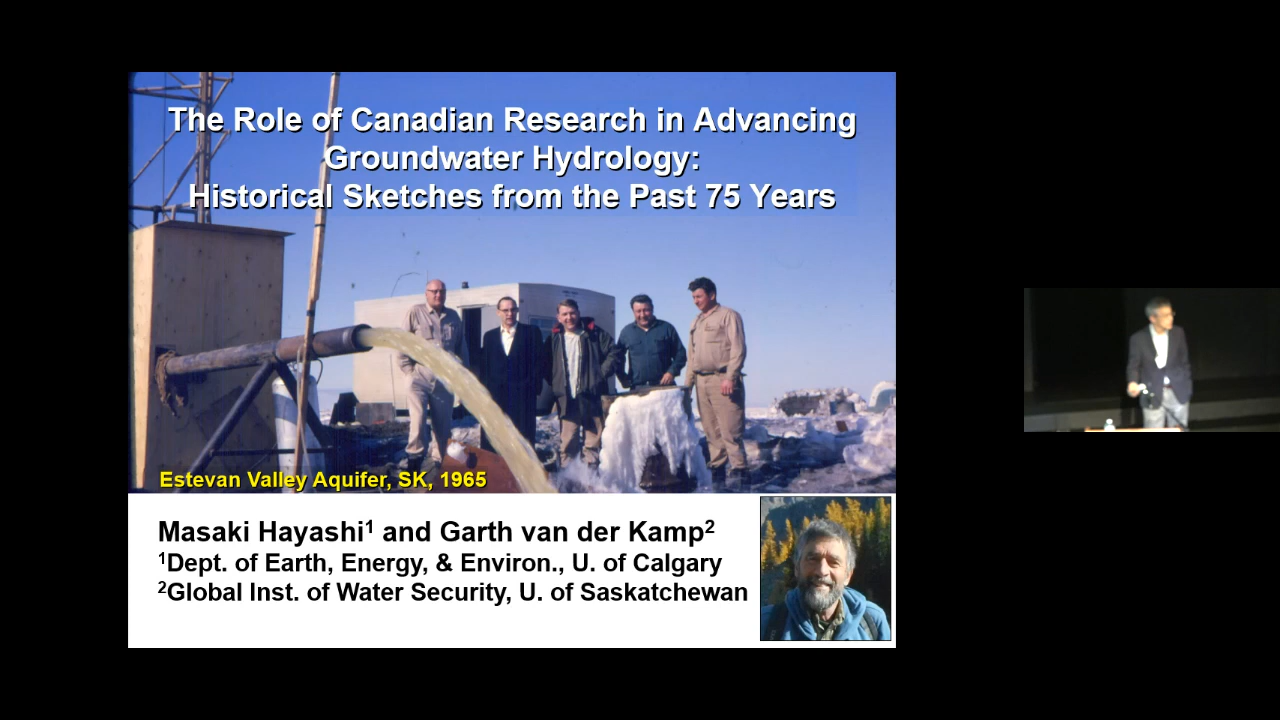 The Role of Canadian Research in Advancing
Groundwater Hydrology:
Historical Sketches from the Past 75 Years
Estevan Valley Aquifer, SK, 1965
Masaki Hayashi¹ and Garth van der Kamp²
¹Dept. of Earth, Energy, & Environ., U. of Calgary
²Global Inst. of Water Security, U. of Saskatchewan